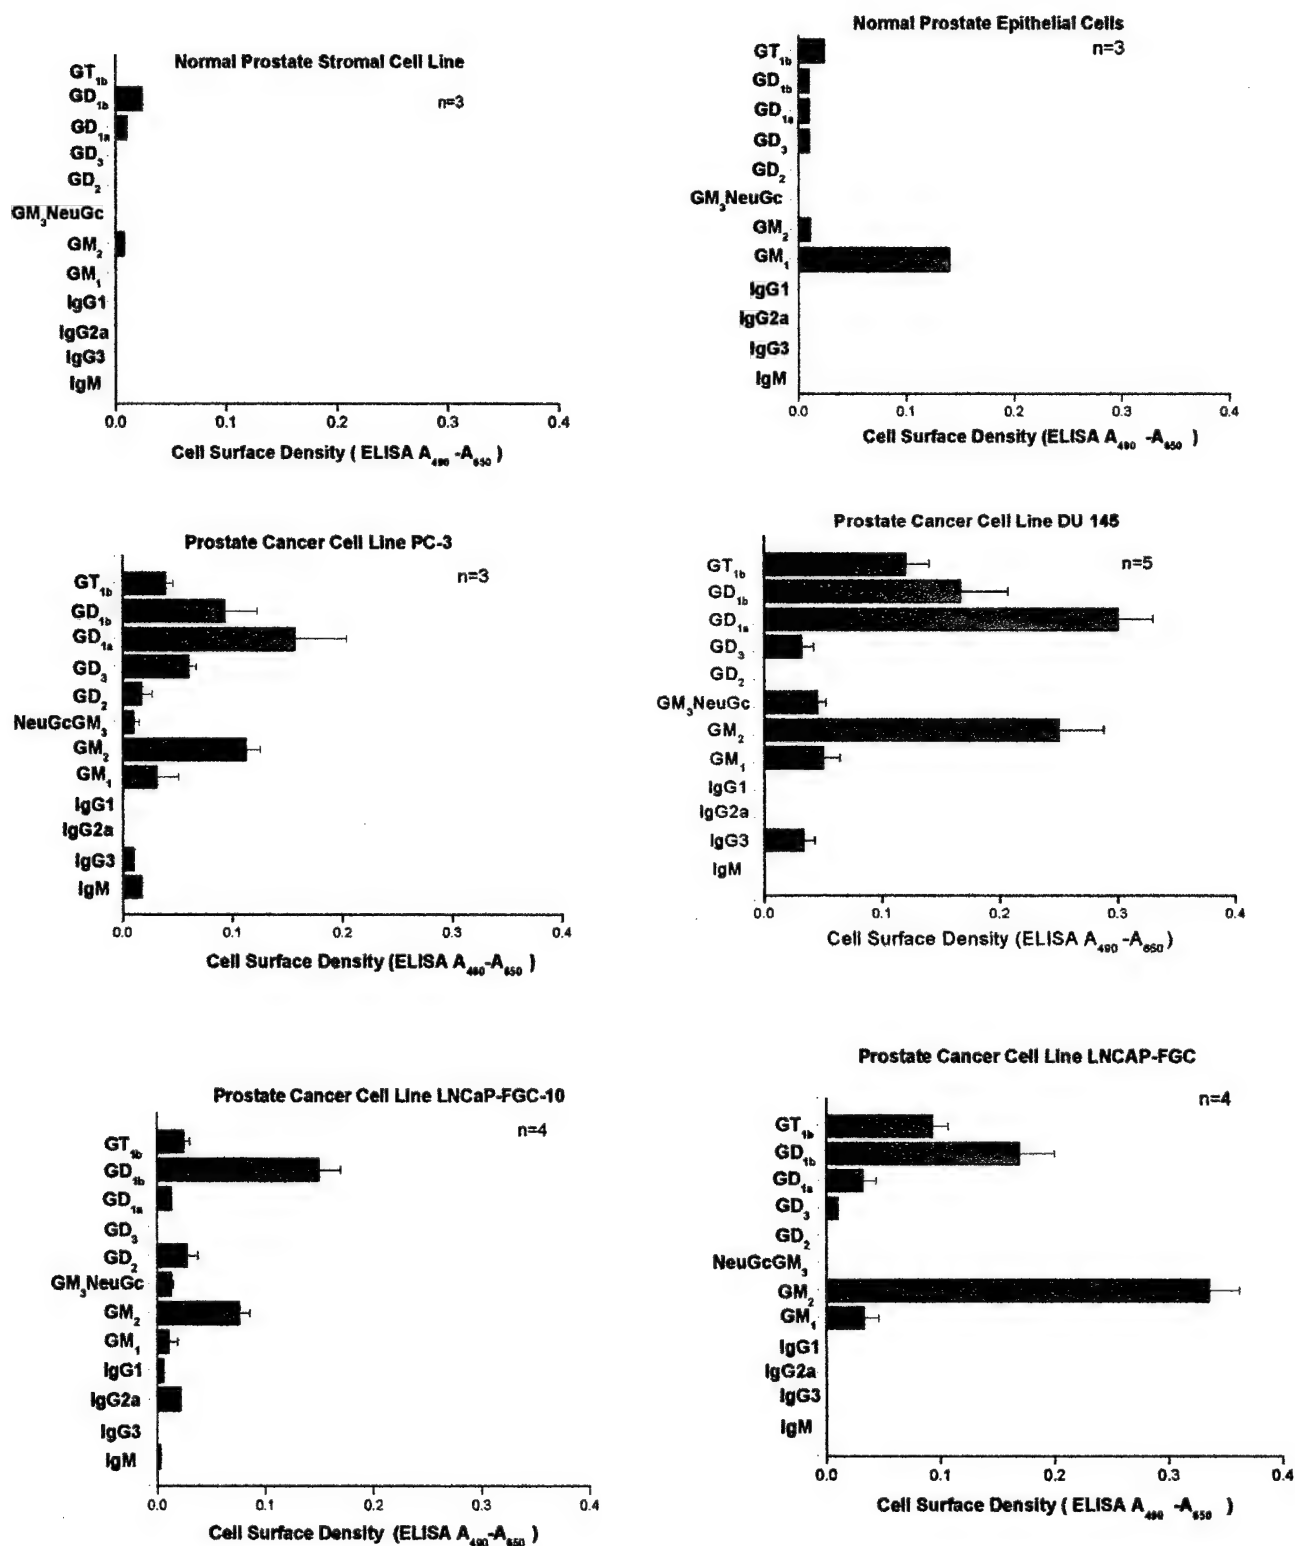 Normal Prostate Stromal Cell Line
n=3
GT1b
GD1b
GD1a
GD3
GD2
GM3NeuGc
GM2
GM1
IgG1
IgG2a
IgG3
IgM
0.0 0.1 0.2 0.3 0.4
Cell Surface Density ( ELISA A490 -A650 )
Normal Prostate Epithelial Cells
n=3
GT1b
GD1b
GD1a
GD3
GD2
GM3NeuGc
GM2
GM1
IgG1
IgG2a
IgG3
IgM
0.0 0.1 0.2 0.3 0.4
Cell Surface Density (ELISA A490 -A650 )
Prostate Cancer Cell Line PC-3
n=3
GT1b
GD1b
GD1a
GD3
GD2
NeuGcGM3
GM2
GM1
IgG1
IgG2a
IgG3
IgM
0.0 0.1 0.2 0.3 0.4
Cell Surface Density (ELISA A490-A650 )
Prostate Cancer Cell Line DU 145
n=5
GT1b
GD1b
GD1a
GD3
GD2
GM3NeuGc
GM2
GM1
IgG1
IgG2a
IgG3
IgM
0.0 0.1 0.2 0.3 0.4
Cell Surface Density (ELISA A490 -A650)
Prostate Cancer Cell Line LNCaP-FGC-10
n=4
GT1b
GD1b
GD1a
GD3
GD2
GM3NeuGc
GM2
GM1
IgG1
IgG2a
IgG3
IgM
0.0 0.1 0.2 0.3 0.4
Cell Surface Density (ELISA A490-A650)
Prostate Cancer Cell Line LNCAP-FGC
n=4
GT1b
GD1b
GD1a
GD3
GD2
NeuGcGM3
GM2
GM1
IgG1
IgG2a
IgG3
IgM
0.0 0.1 0.2 0.3 0.4
Cell Surface Density ( ELISA A490 -A650 )